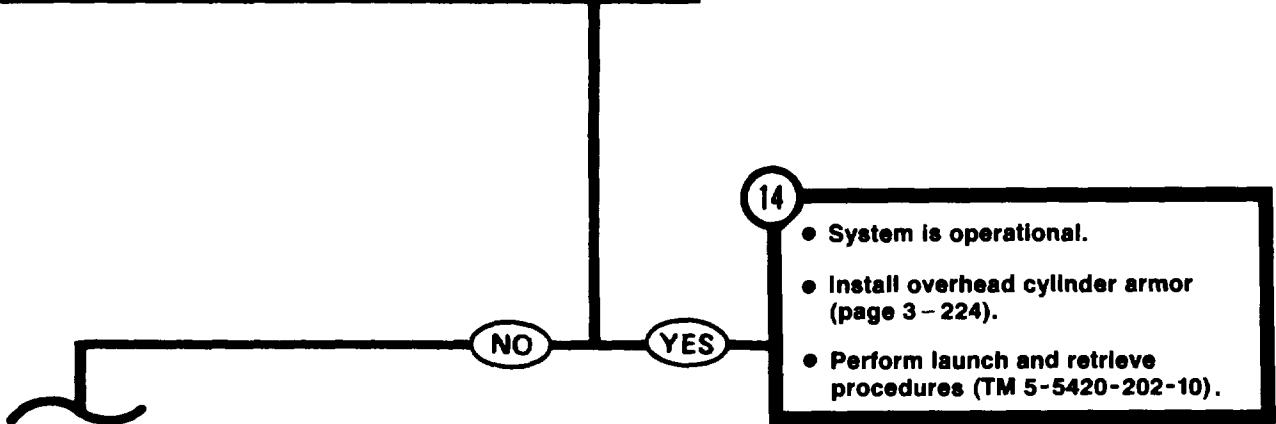 14
● System is operational.
● Install overhead cylinder armor
(page 3–224).
NO
YES
● Perform launch and retrieve
procedures (TM 5-5420-202-10).